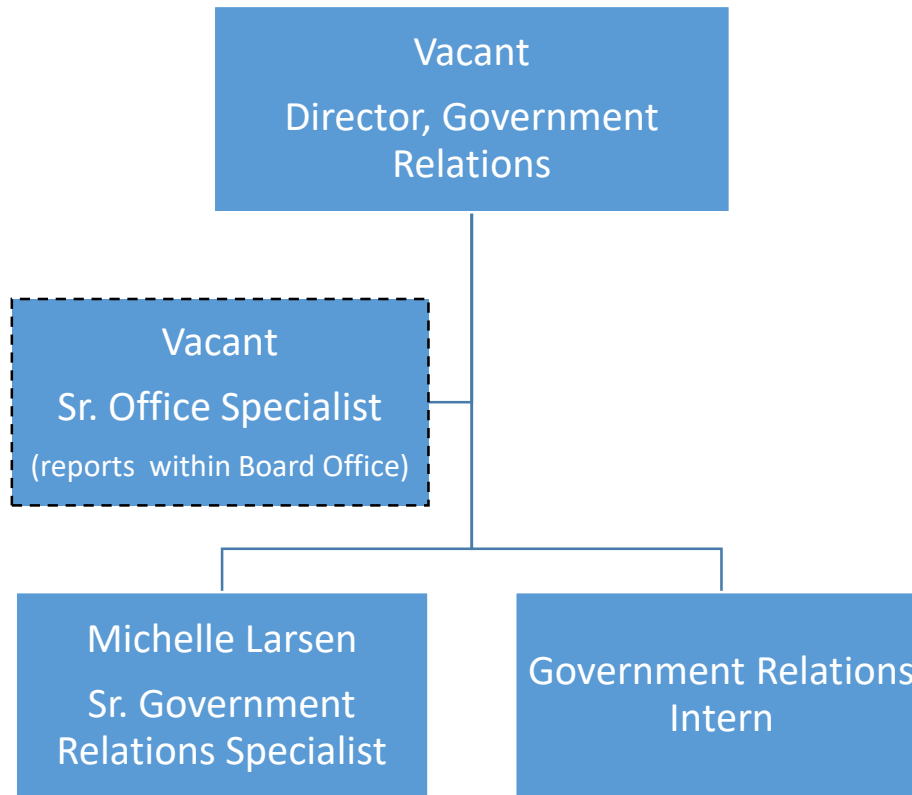 Vacant
Director, Government
Relations
Vacant
Sr. Office Specialist
(reports within Board Office)
Michelle Larsen
Sr. Government
Relations Specialist
Government Relations
Intern